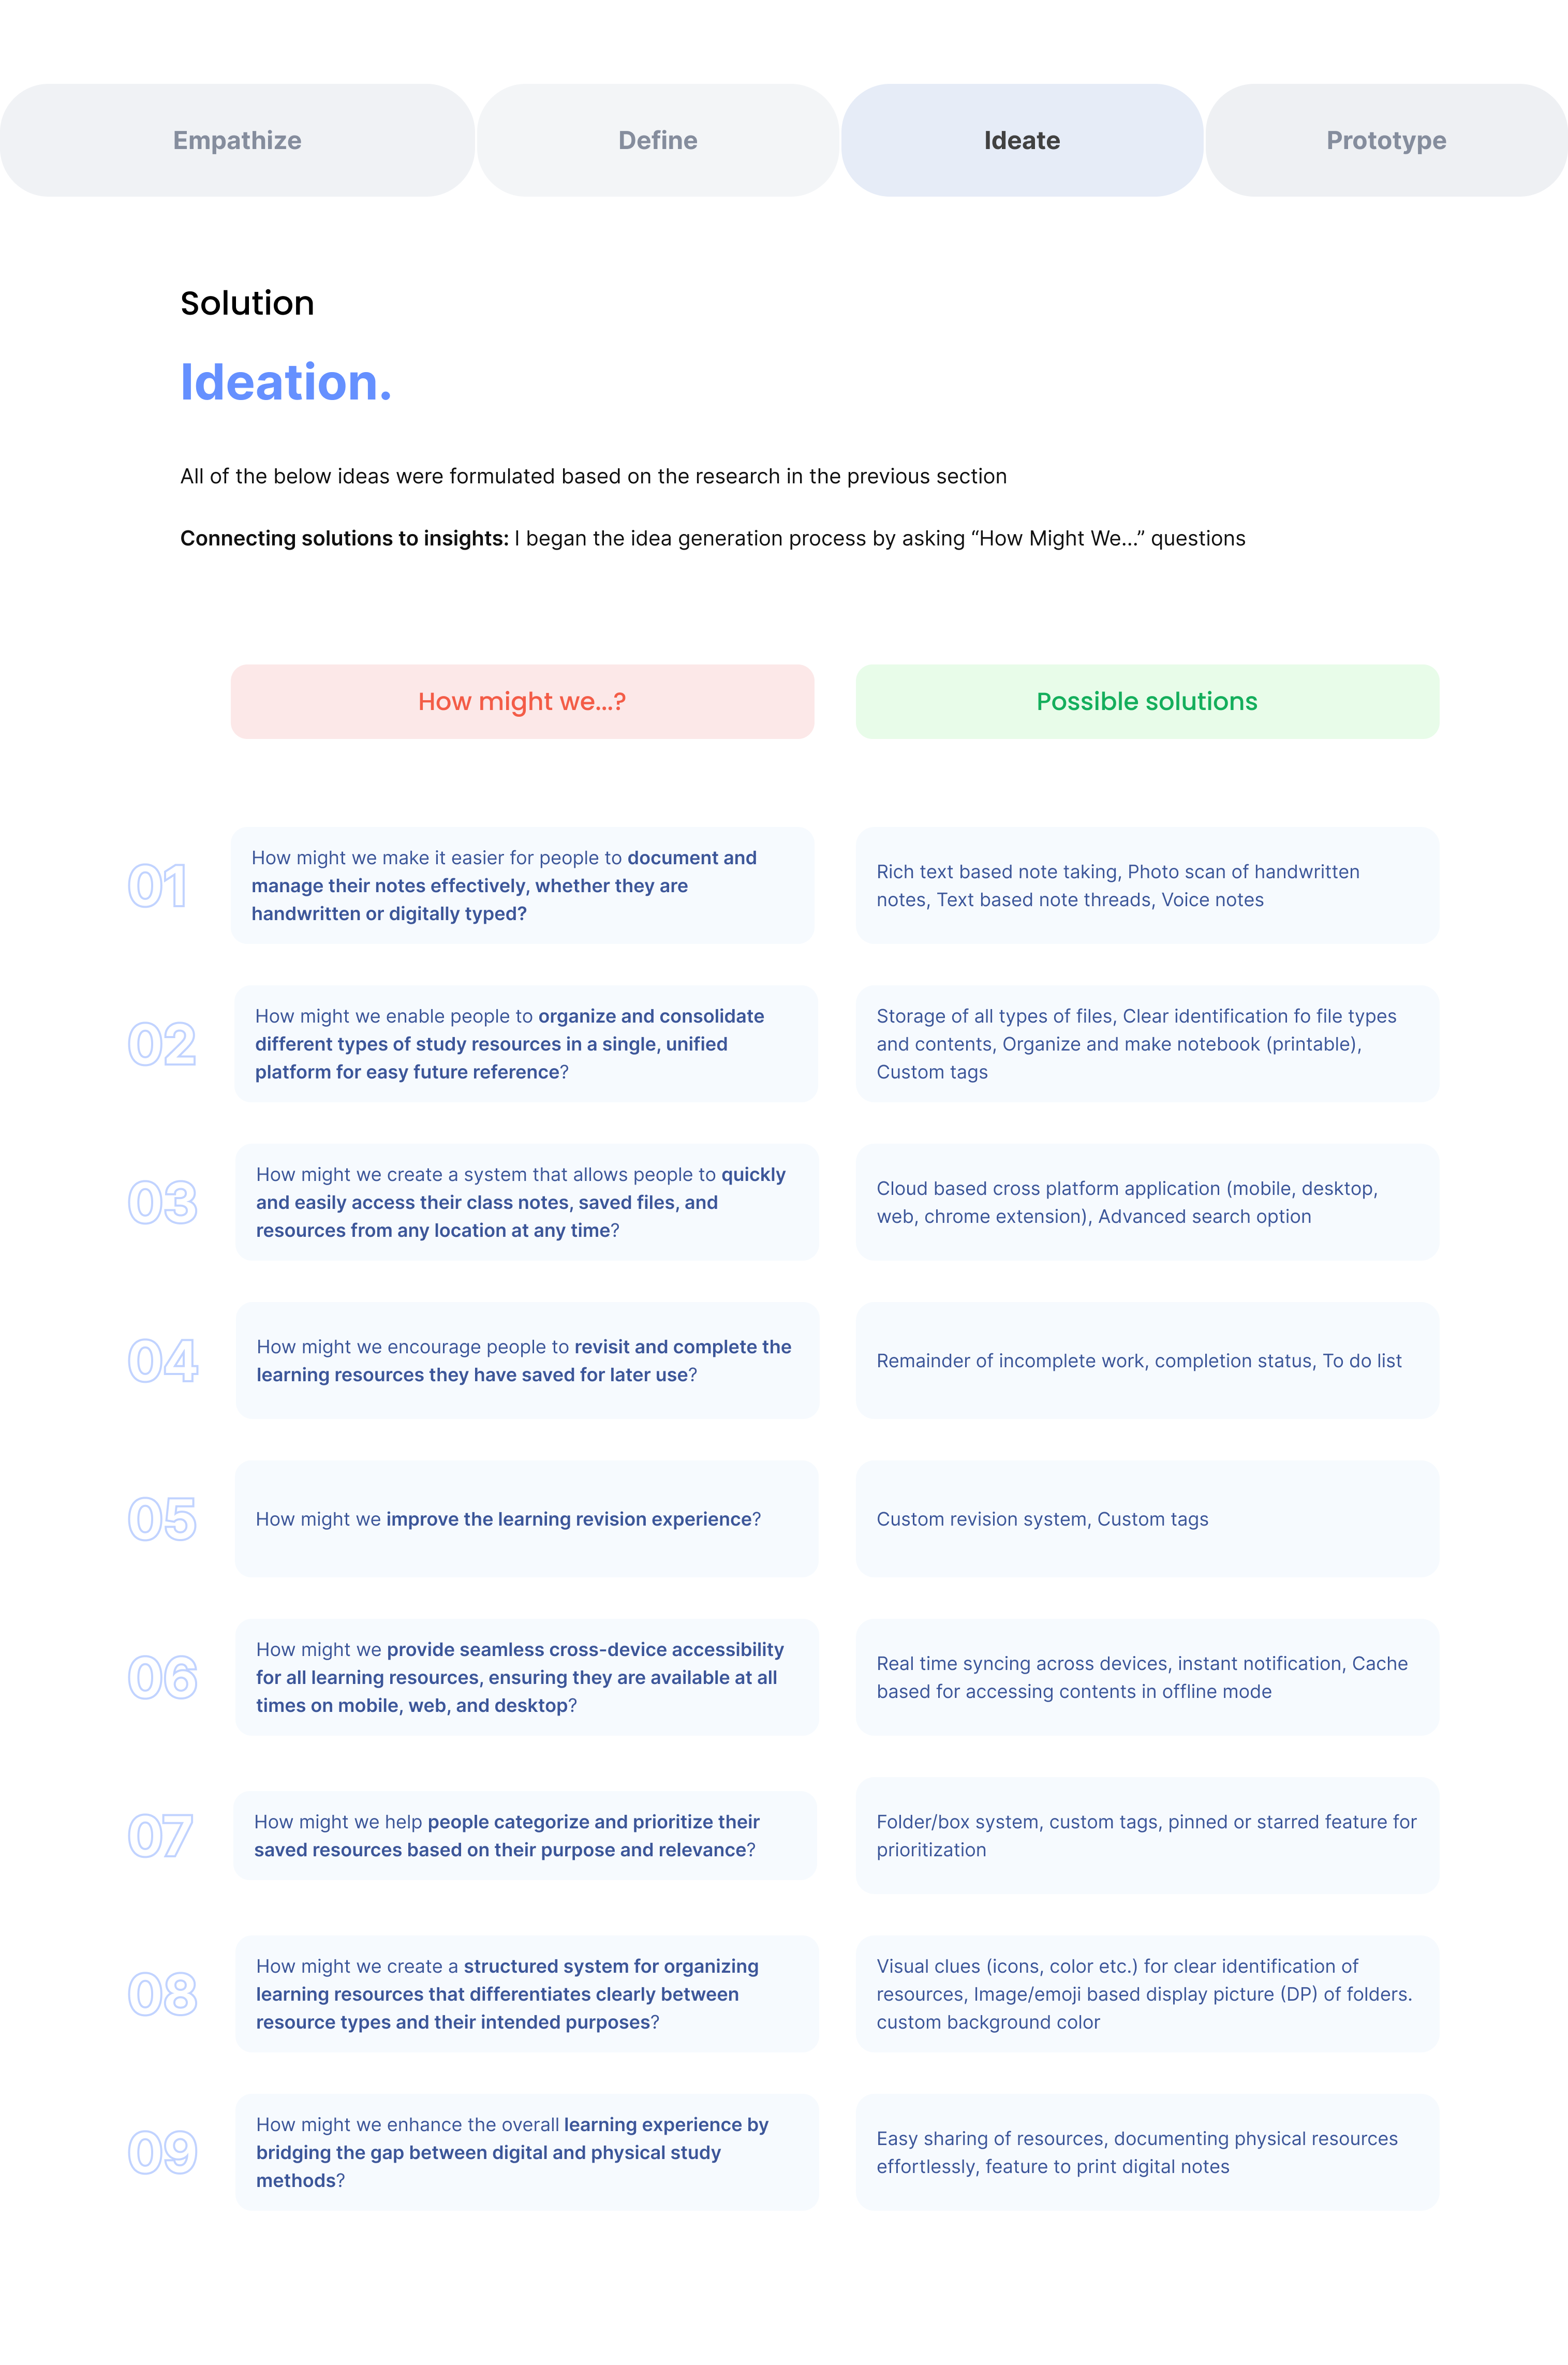 Empathize
Define
Ideate
Prototype
Solution
Ideation.
All of the below ideas were formulated based on the research in the previous section
Connecting solutions to insights: I began the idea generation process by asking “How Might We...” questions
How might we...?
Possible solutions
01
How might we make it easier for people to document and
manage their notes effectively, whether they are
handwritten or digitally typed?
Rich text based note taking, Photo scan of handwritten
notes, Text based note threads, Voice notes
02
How might we enable people to organize and consolidate
different types of study resources in a single, unified
platform for easy future reference?
Storage of all types of files, Clear identification fo file types
and contents, Organize and make notebook (printable),
Custom tags
03
How might we create a system that allows people to quickly
and easily access their class notes, saved files, and
resources from any location at any time?
Cloud based cross platform application (mobile, desktop,
web, chrome extension), Advanced search option
04
How might we encourage people to revisit and complete the
learning resources they have saved for later use?
Remainder of incomplete work, completion status, To do list
05
How might we improve the learning revision experience?
Custom revision system, Custom tags
06
How might we provide seamless cross-device accessibility
for all learning resources, ensuring they are available at all
times on mobile, web, and desktop?
Real time syncing across devices, instant notification, Cache
based for accessing contents in offline mode
07
How might we help people categorize and prioritize their
saved resources based on their purpose and relevance?
Folder/box system, custom tags, pinned or starred feature for
prioritization
08
How might we create a structured system for organizing
learning resources that differentiates clearly between
resource types and their intended purposes?
Visual clues (icons, color etc.) for clear identification of
resources, Image/emoji based display picture (DP) of folders.
custom background color
09
How might we enhance the overall learning experience by
bridging the gap between digital and physical study
methods?
Easy sharing of resources, documenting physical resources
effortlessly, feature to print digital notes